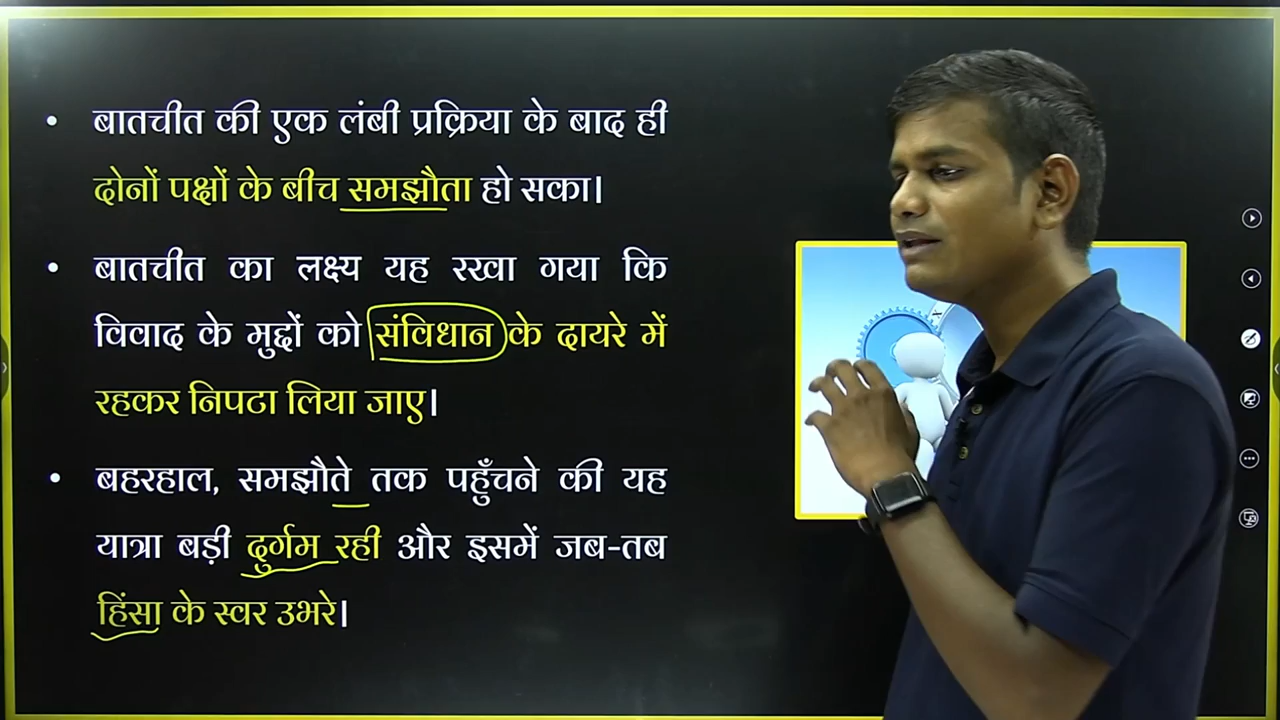 • बातचीत की एक लंबी प्रक्रिया के बाद ही
दोनों पक्षों के बीच समझौता हो सका।
• बातचीत का लक्ष्य यह रखा गया कि
विवाद के मुद्दों को संविधान के दायरे में
रहकर निपटा लिया जाए।
• बहरहाल, समझौते तक पहुँचने की यह
यात्रा बड़ी दुर्गम रही और इसमें जब-तब
हिंसा के स्वर उभरे।